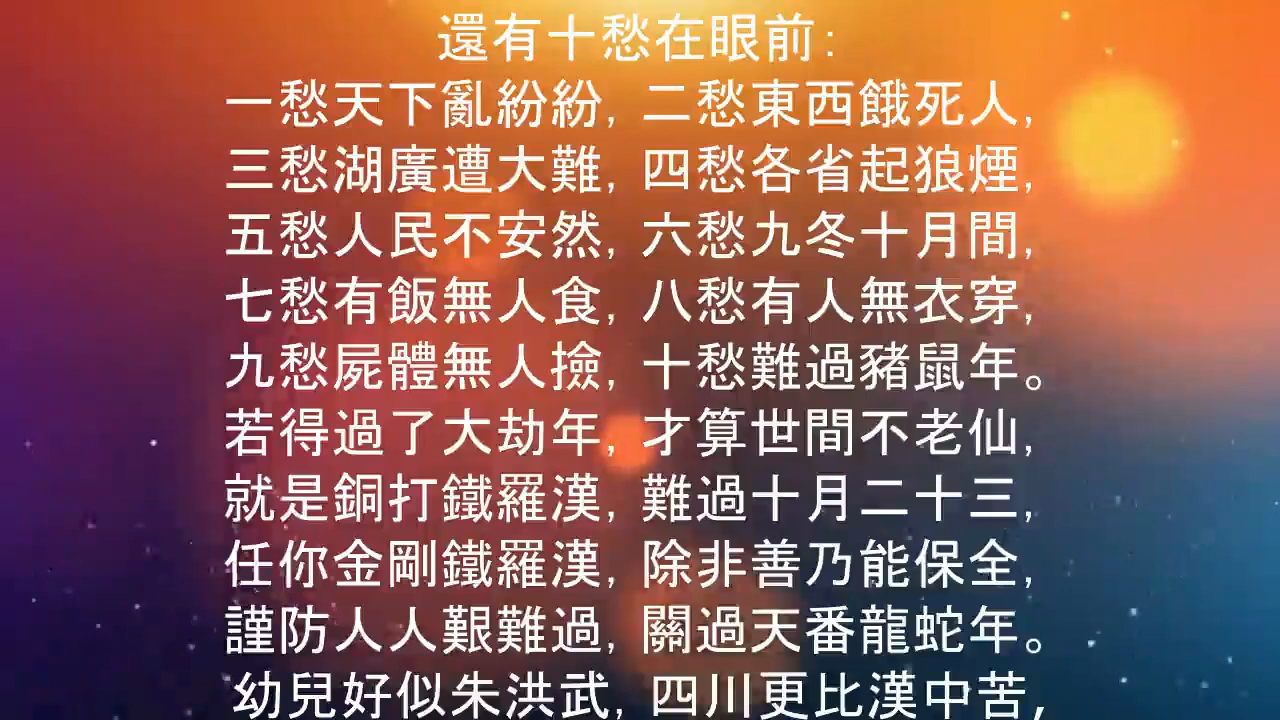 還有十愁在眼前:
一愁天下亂紛紛, 二愁東西餓死人,
三愁湖廣遭大難, 四愁各省起狼煙,
五愁人民不安然, 六愁九冬十月間,
七愁有飯無人食, 八愁有人無衣穿,
九愁屍體無人撿, 十愁難過豬鼠年。
若得過了大劫年, 才算世間不老仙,
就是銅打鐵羅漢, 難過十月二十三,
任你金剛鐵羅漢, 除非善乃能保全,
謹防人人艱難過, 關過天番龍蛇年。
幼兒好似朱洪武, 四川更比漢中苦,